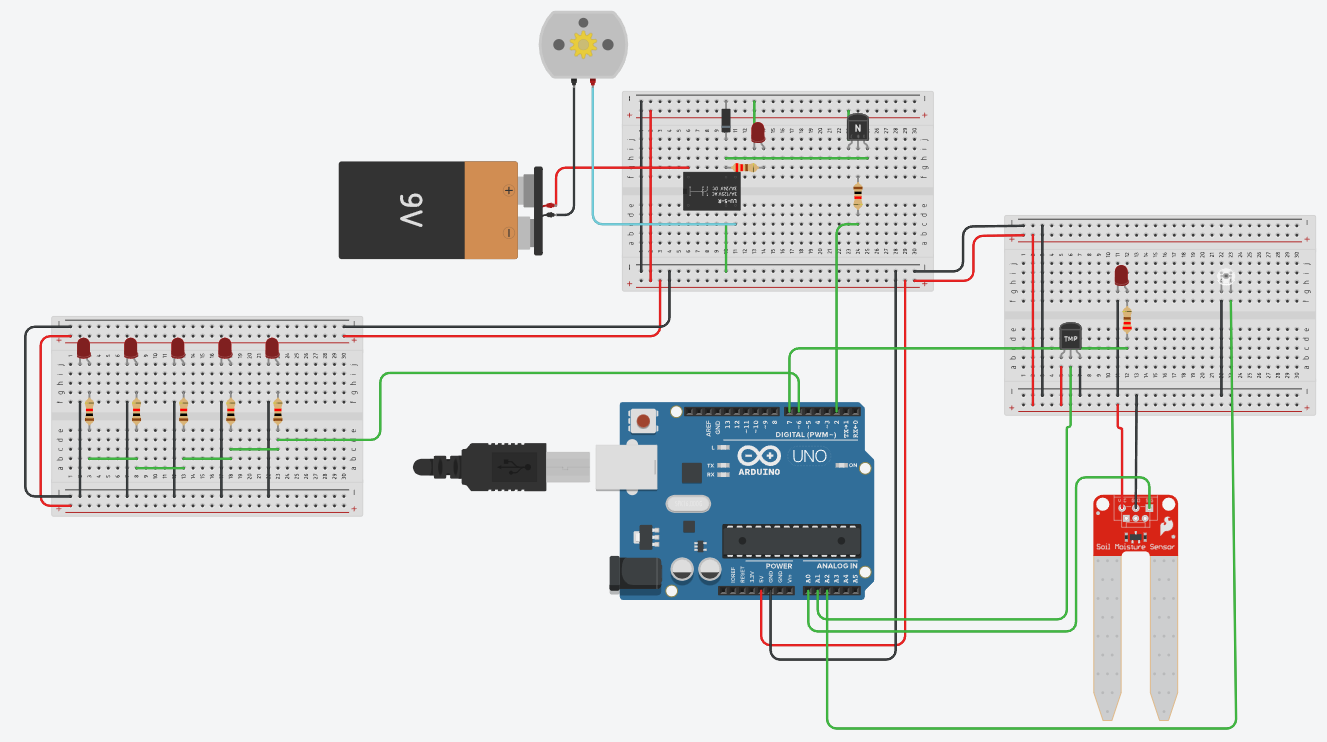 9V
+
−
N
LU-5-R
TMP
AREF
GND
13
12
~11
~10
~9
8
7
~6
~5
4
~3
2
TX→1
RX←0
DIGITAL (PWM~)
L
TX
RX
ARDUINO
UNO
ON
POWER
ANALOG IN
IOREF
RESET
3.3V
5V
GND
GND
Vin
A0
A1
A2
A3
A4
A5
Soil Moisture Sensor